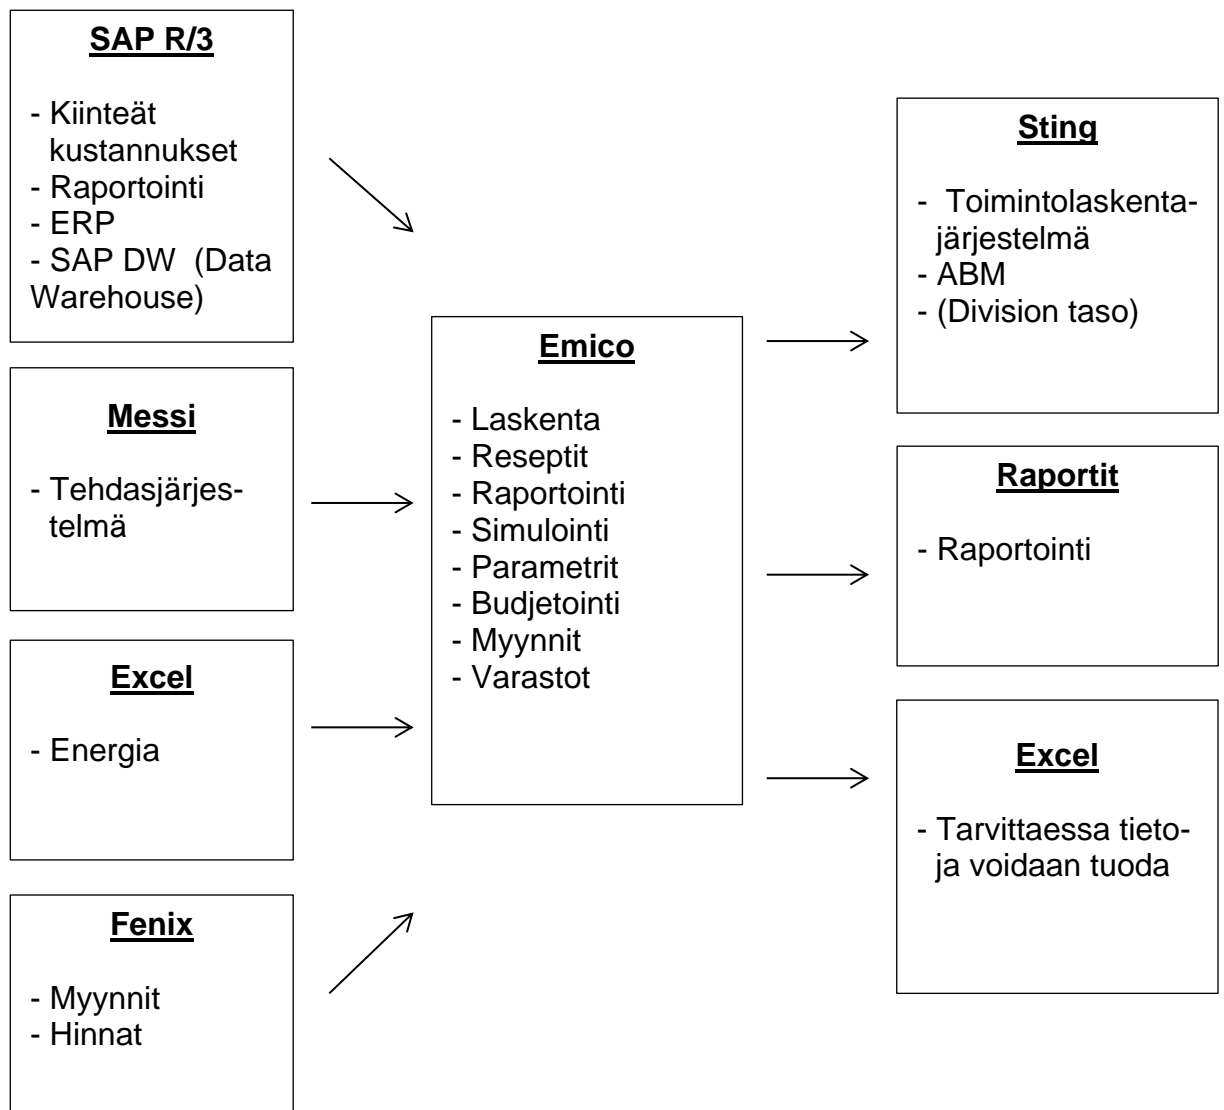 SAP R/3
- Kiinteät
kustannukset
- Raportointi
- ERP
- SAP DW (Data
Warehouse)
Messi
- Tehdasjärjes-
telmä
Excel
- Energia
Fenix
- Myynnit
- Hinnat
Emico
- Laskenta
- Reseptit
- Raportointi
- Simulointi
- Parametrit
- Budjetointi
- Myynnit
- Varastot
Sting
- Toimintolaskenta-
järjestelmä
- ABM
- (Division taso)
Raportit
- Raportointi
Excel
- Tarvittaessa tieto-
ja voidaan tuoda